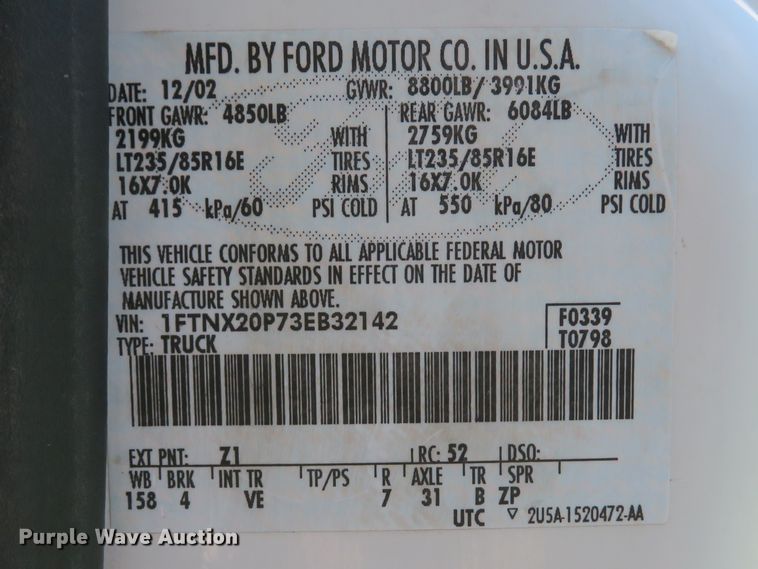 MFD. BY FORD MOTOR CO. IN U.S.A.
DATE: 12/02 GVWR: 8800LB/ 3991KG
FRONT GAWR: 4850LB REAR GAWR: 6084LB
2199KG WITH 2759KG WITH
LT235/85R16E TIRES LT235/85R16E TIRES
16X7.0K RIMS 16X7.0K RIMS
AT 415 kPa/60 PSI COLD AT 550 kPa/80 PSI COLD
THIS VEHICLE CONFORMS TO ALL APPLICABLE FEDERAL MOTOR
VEHICLE SAFETY STANDARDS IN EFFECT ON THE DATE OF
MANUFACTURE SHOWN ABOVE.
VIN: 1FTNX20P73EB32142 F0339
TYPE: TRUCK T0798
EXT PNT: Z1 RC: 52 DSO:
WB BRK INT TR TP/PS R AXLE TR SPR
158 4 VE 7 31 B ZP
UTC ▽ 2U5A-1520472-AA
Purple Wave Auction